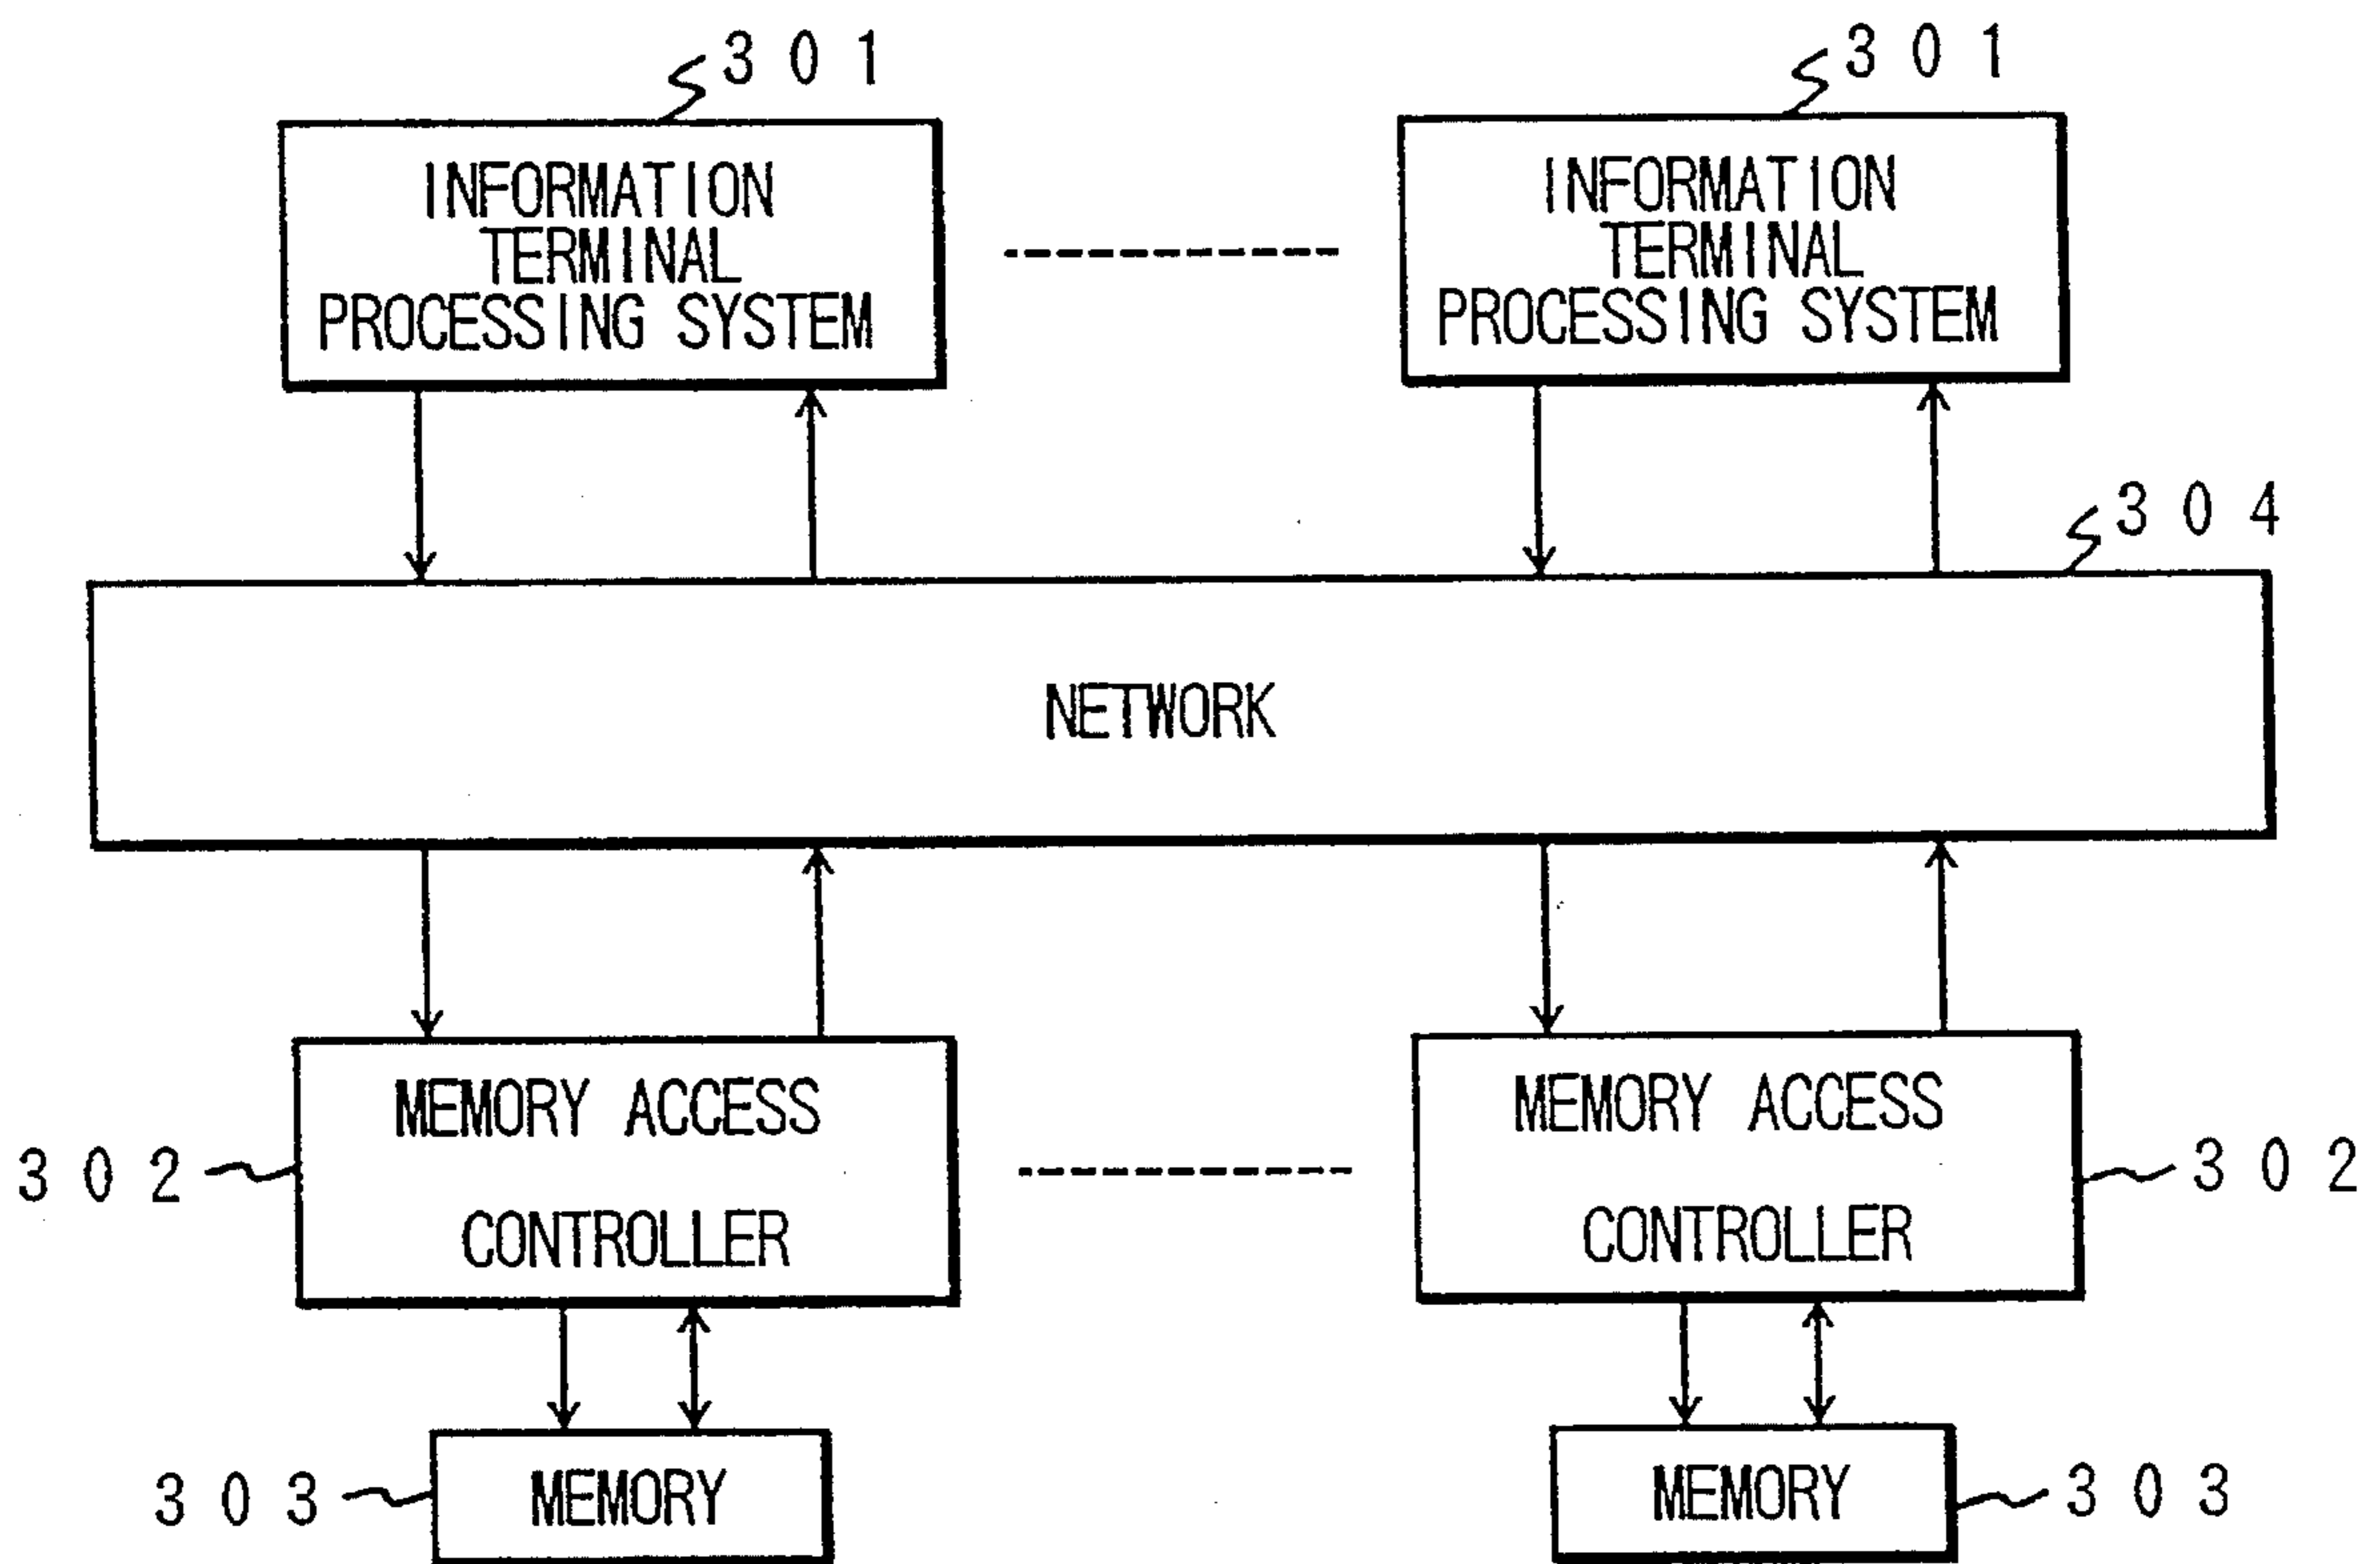 301
301
INFORMATION
TERMINAL
PROCESSING SYSTEM
INFORMATION
TERMINAL
PROCESSING SYSTEM
304
NETWORK
MEMORY ACCESS
CONTROLLER
MEMORY ACCESS
CONTROLLER
302
302
303
MEMORY
MEMORY
303